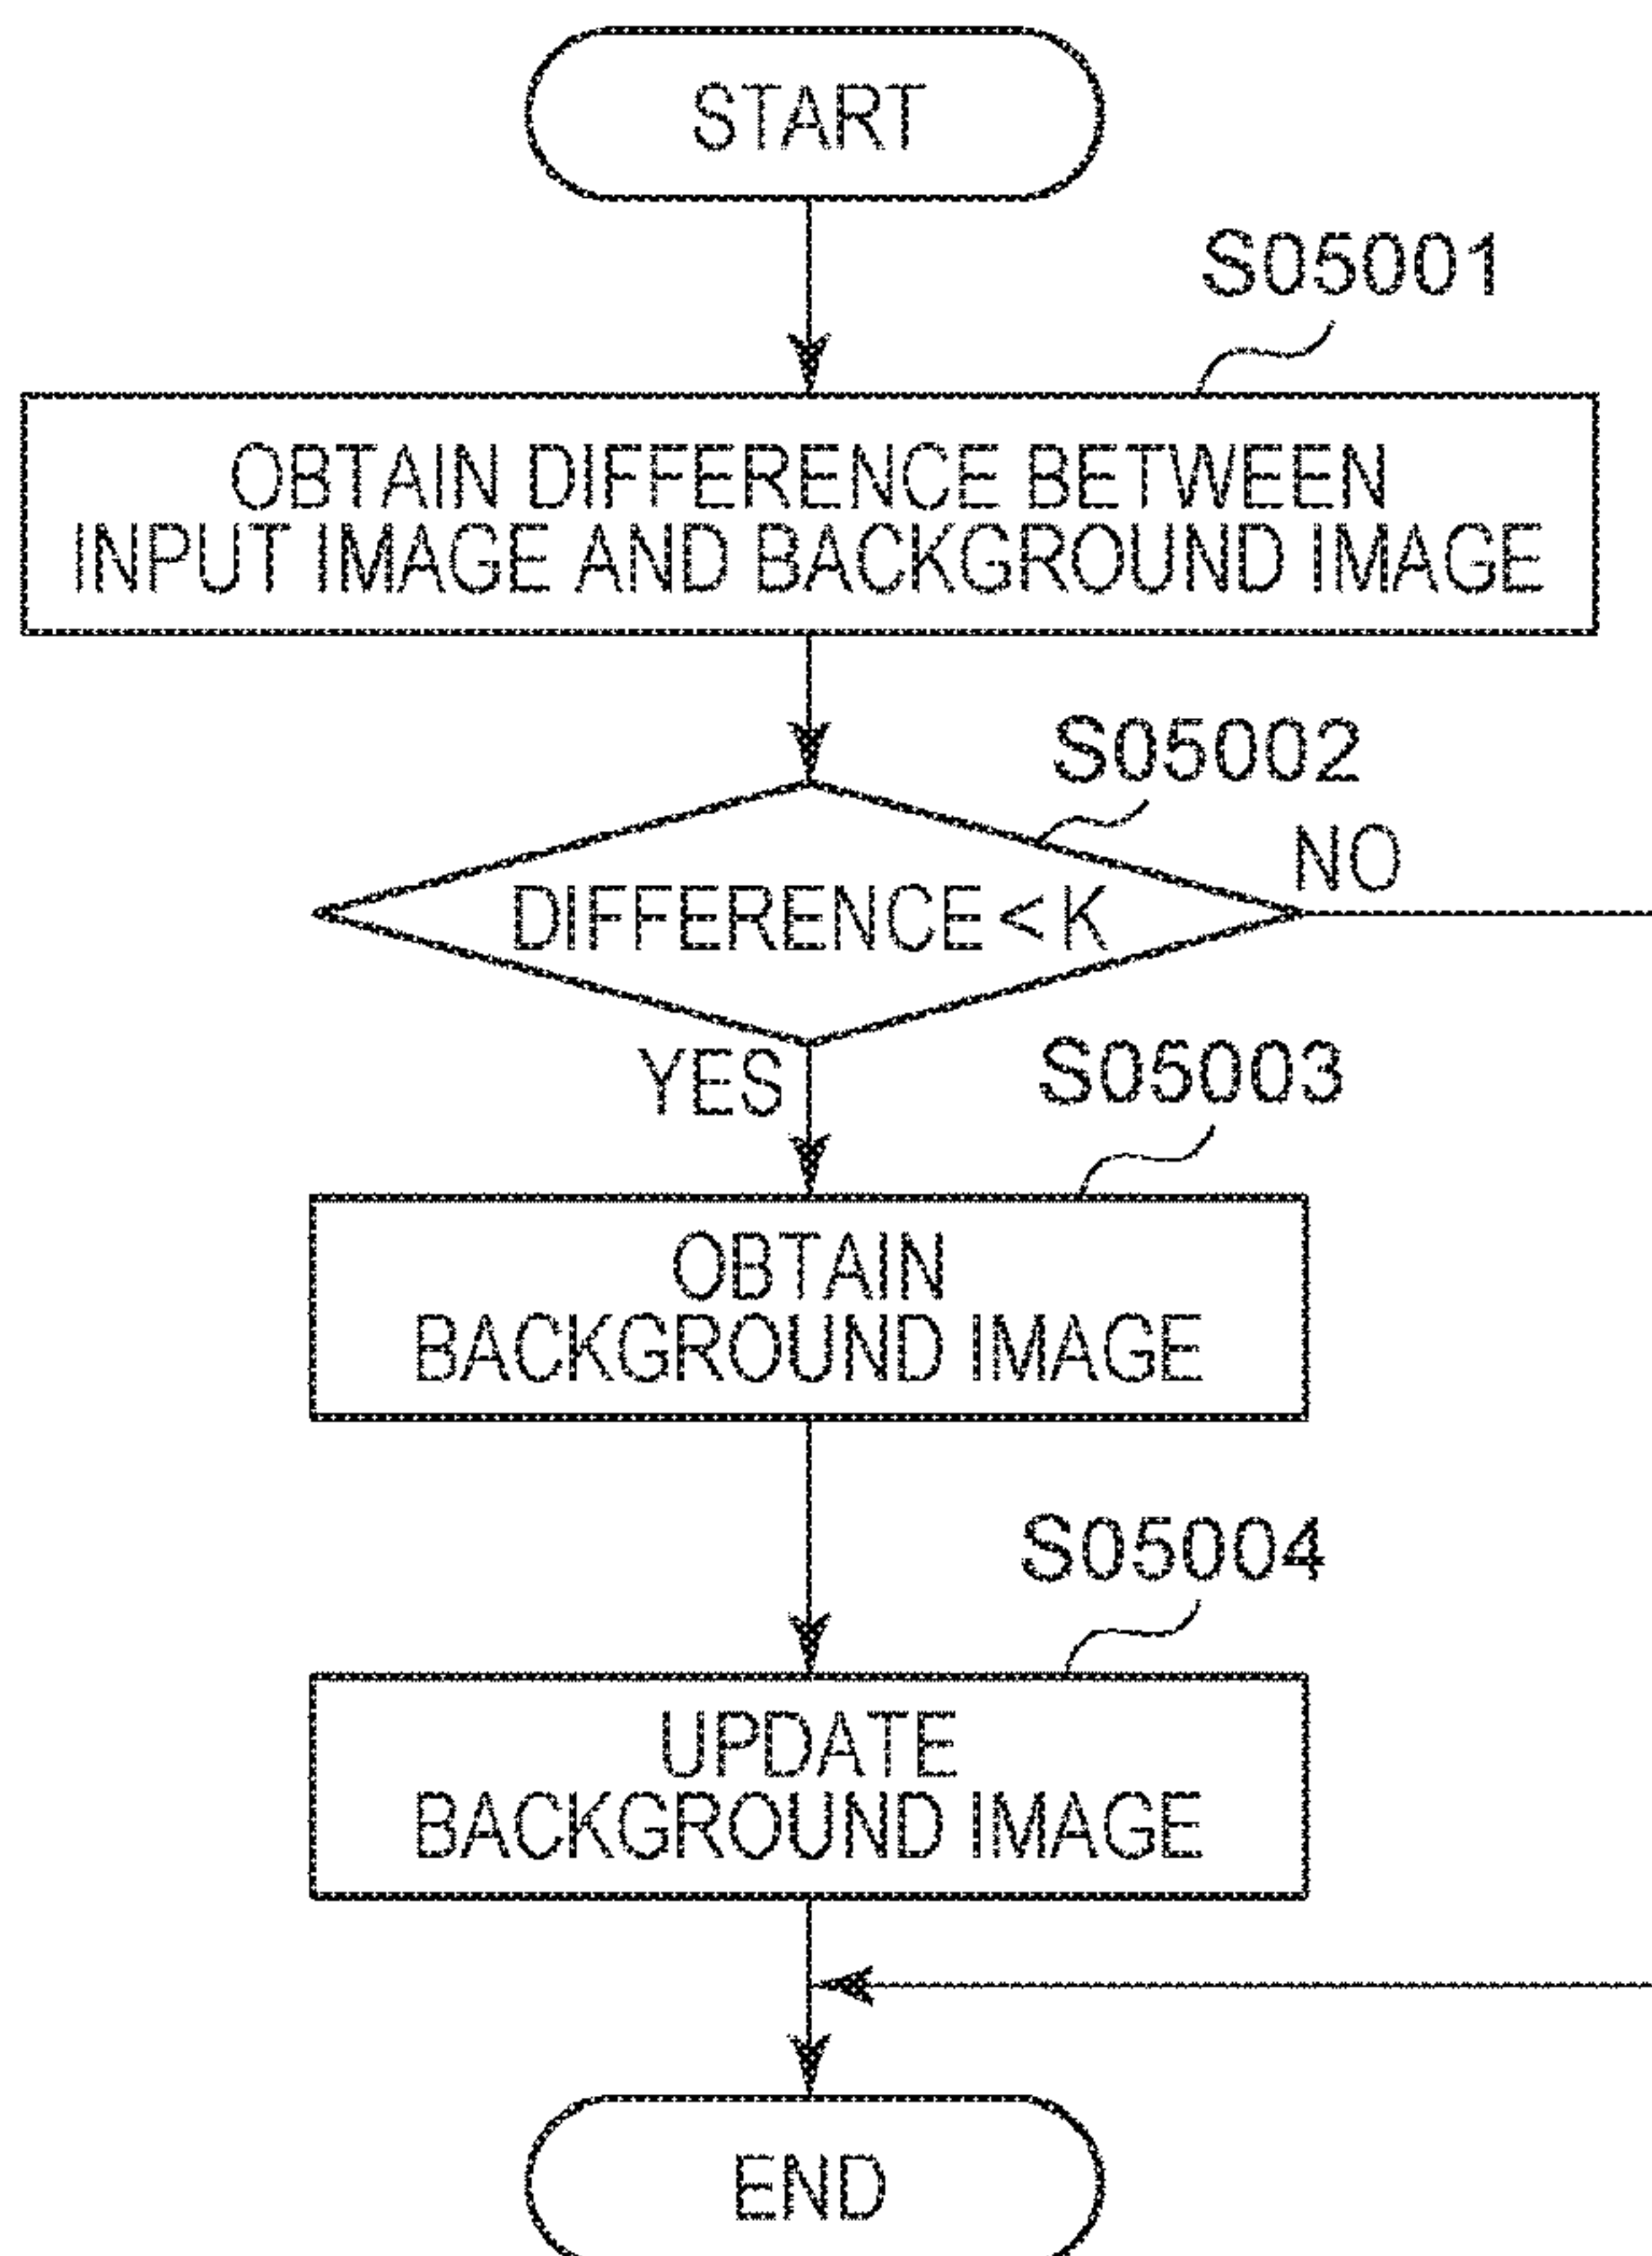 START
S05001
OBTAIN DIFFERENCE BETWEEN
INPUT IMAGE AND BACKGROUND IMAGE
S05002
NO
DIFFERENCE < K
YES
S05003
OBTAIN
BACKGROUND IMAGE
S05004
UPDATE
BACKGROUND IMAGE
END